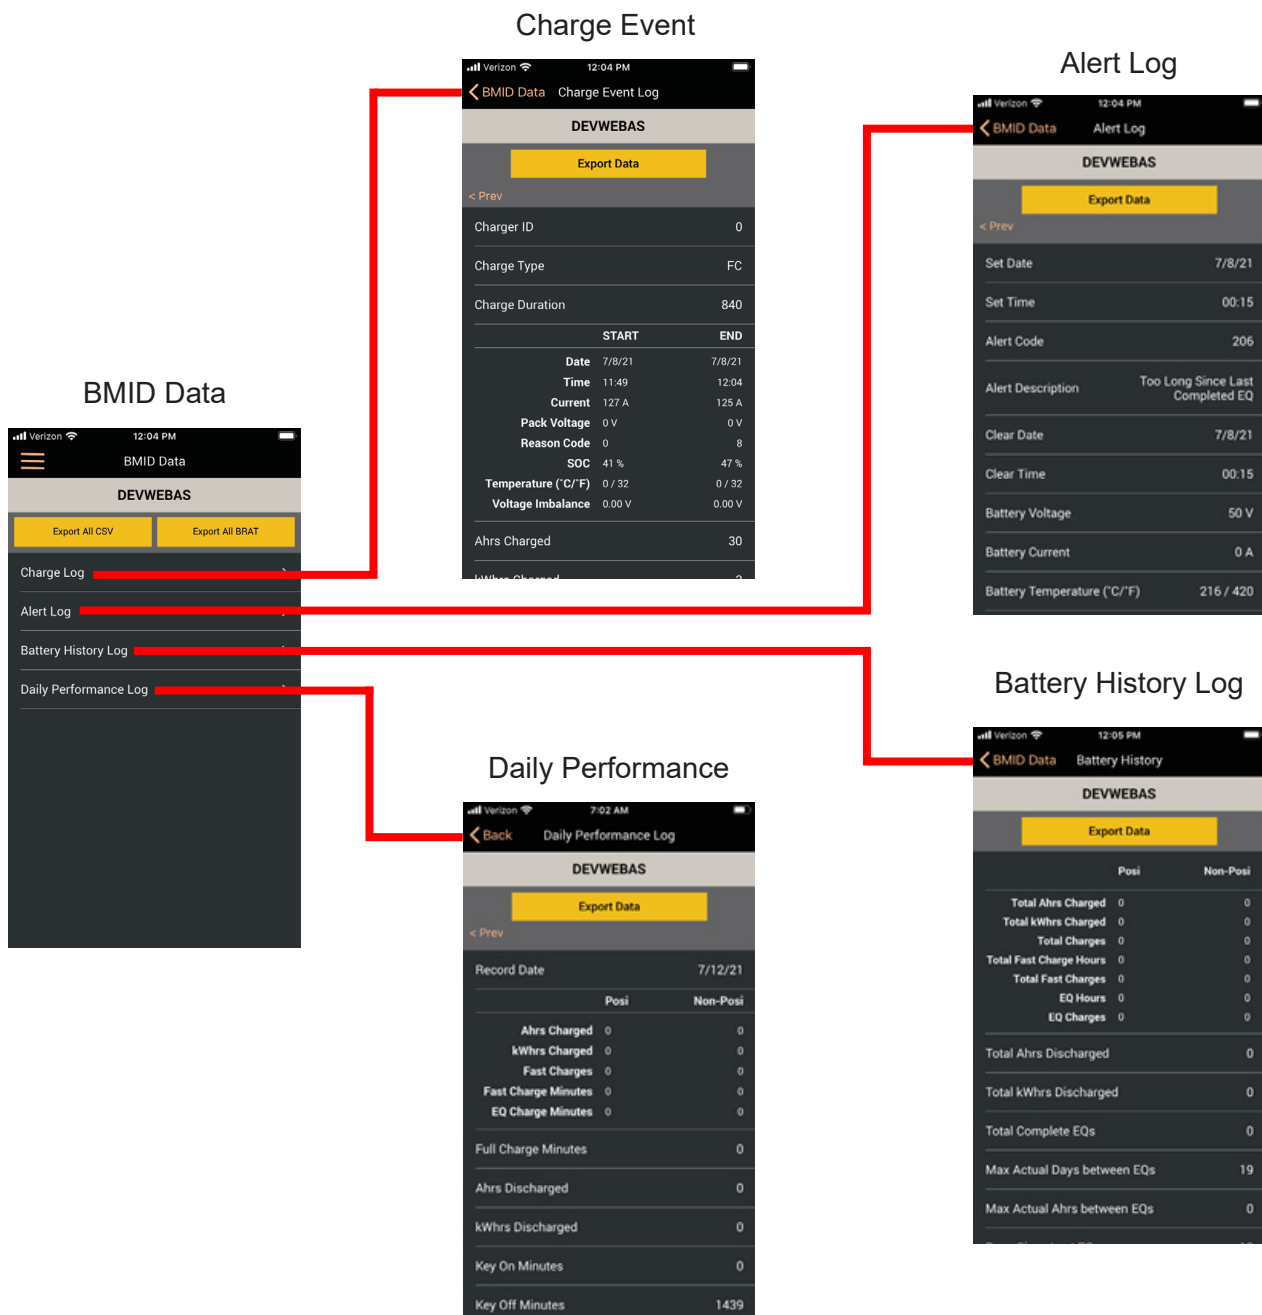 Charge Event
Verizon 12:04 PM
BMID Data Charge Event Log
DEVWEBAS
Export Data
< Prev
Charger ID 0
Charge Type FC
Charge Duration 840
START END
Date 7/8/21 7/8/21
Time 11:49 12:04
Current 127 A 125 A
Pack Voltage 0 V 0 V
Reason Code 0 8
SOC 41 % 47 %
Temperature (°C/°F) 0 / 32 0 / 32
Voltage Imbalance 0.00 V 0.00 V
Ahrs Charged 30
Alert Log
Verizon 12:04 PM
BMID Data Alert Log
DEVWEBAS
Export Data
< Prev
Set Date 7/8/21
Set Time 00:15
Alert Code 206
Alert Description Too Long Since Last
Completed EQ
Clear Date 7/8/21
Clear Time 00:15
Battery Voltage 50 V
Battery Current 0 A
Battery Temperature (°C/°F) 216 / 420
BMID Data
Verizon 12:04 PM
BMID Data
DEVWEBAS
Export All CSV Export All BRAT
Charge Log
Alert Log
Battery History Log
Daily Performance Log
Daily Performance
Verizon 7:02 AM
Back Daily Performance Log
DEVWEBAS
Export Data
< Prev
Record Date 7/12/21
Posi Non-Posi
Ahrs Charged 0 0
kWhrs Charged 0 0
Fast Charges 0 0
Fast Charge Minutes 0 0
EQ Charge Minutes 0 0
Full Charge Minutes 0
Ahrs Discharged 0
kWhrs Discharged 0
Key On Minutes 0
Key Off Minutes 1439
Battery History Log
Verizon 12:05 PM
BMID Data Battery History
DEVWEBAS
Export Data
Posi Non-Posi
Total Ahrs Charged 0 0
Total kWhrs Charged 0 0
Total Charges 0 0
Total Fast Charge Hours 0 0
Total Fast Charges 0 0
EQ Hours 0 0
EQ Charges 0 0
Total Ahrs Discharged 0
Total kWhrs Discharged 0
Total Complete EQs 0
Max Actual Days between EQs 19
Max Actual Ahrs between EQs 0